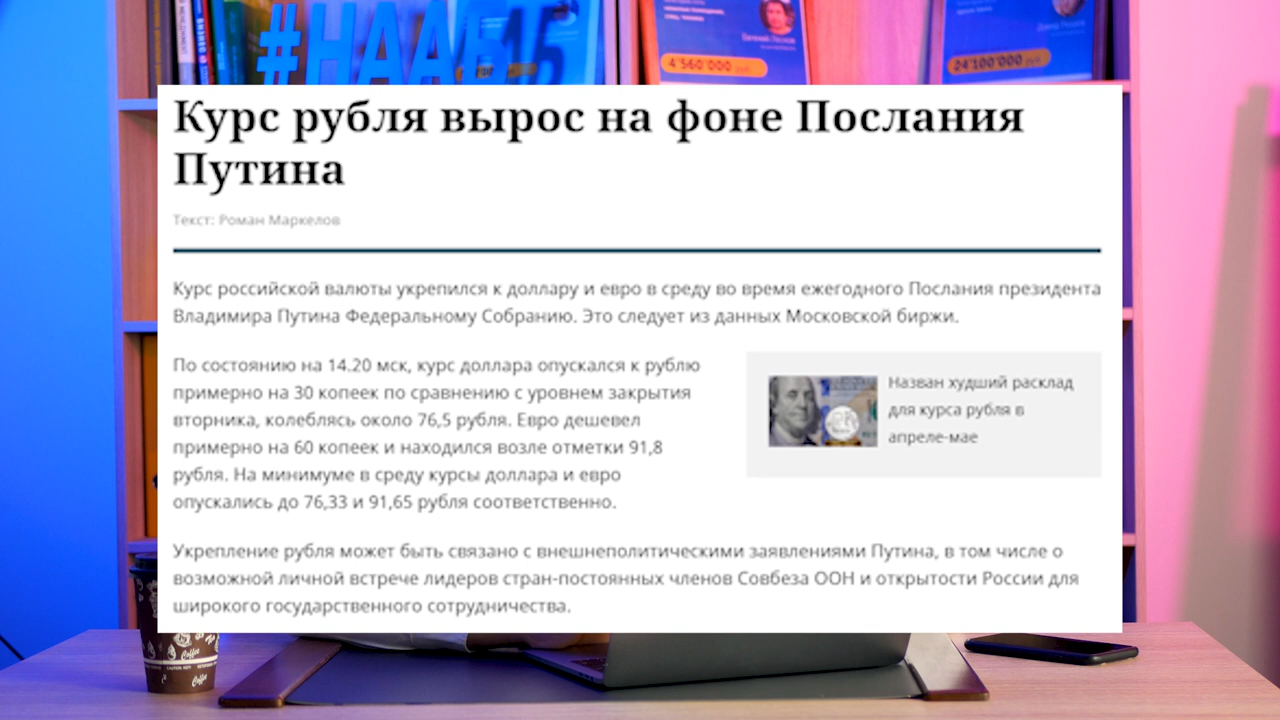 #НААБ
4'560'000 руб.
24'100'000 руб.
Курс рубля вырос на фоне Послания
Путина
Текст: Роман Маркелов
Курс российской валюты укрепился к доллару и евро в среду во время ежегодного Послания президента
Владимира Путина Федеральному Собранию. Это следует из данных Московской биржи.
По состоянию на 14.20 мск, курс доллара опускался к рублю
примерно на 30 копеек по сравнению с уровнем закрытия
вторника, колеблясь около 76,5 рубля. Евро дешевел
примерно на 60 копеек и находился возле отметки 91,8
рубля. На минимуме в среду курсы доллара и евро
опускались до 76,33 и 91,65 рубля соответственно.
Назван худший расклад
для курса рубля в
апреле-мае
Укрепление рубля может быть связано с внешнеполитическими заявлениями Путина, в том числе о
возможной личной встрече лидеров стран-постоянных членов Совбеза ООН и открытости России для
широкого государственного сотрудничества.
Coffee
Coffee